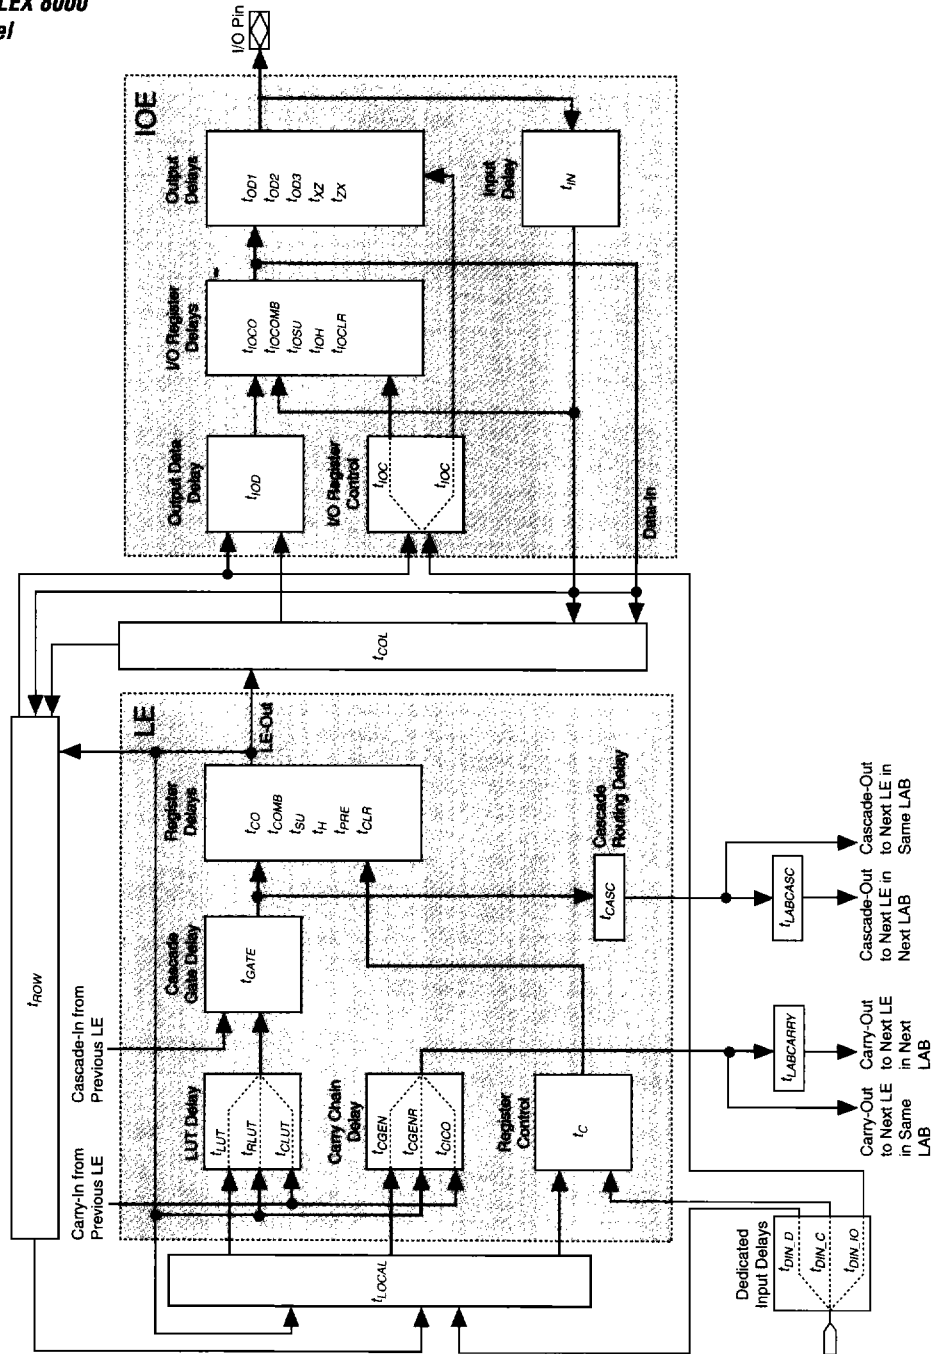 LEX 8000
el
I/O Pin
IOE
Output
Delays
tOD1
tOD2
tOD3
tXZ
tZX
Input
Delay
tIN
I/O Register
Delays
tIOCO
tIOCOMB
tIOSU
tIOH
tIOCLR
Output Data
Delay
tIOD
I/O Register
Control
tIOC
tIOC
Data-In
tCOL
tROW
LE
LE-Out
Register
Delays
tCO
tCOMB
tSU
tH
tPRE
tCLR
Cascade
Routing Delay
tCASC
Cascade
Gate Delay
tGATE
Cascade-In from
Previous LE
LUT Delay
tLUT
tRLUT
tCLUT
Carry Chain
Delay
tCGEN
tCGENR
tCICO
Register
Control
tC
Carry-In from
Previous LE
tLOCAL
Cascade-Out
to Next LE in
Same LAB
tLABCASC
Cascade-Out
to Next LE in
Next LAB
tLABCARRY
Carry-Out
to Next LE
in Next
LAB
Carry-Out
to Next LE
in Same
LAB
Dedicated
Input Delays
tDIN_D
tDIN_C
tDIN_IO